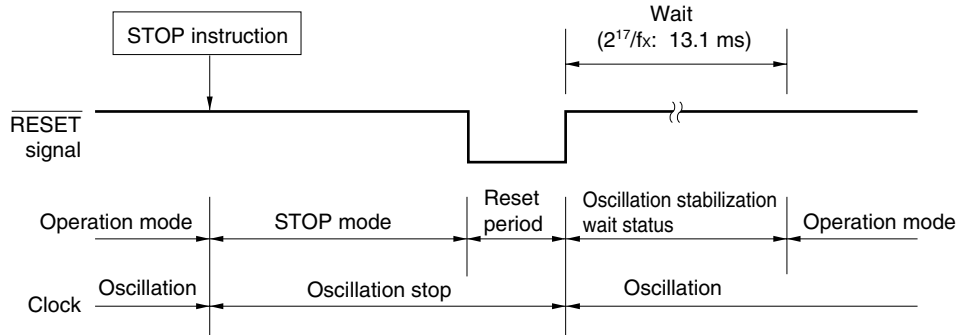 Wait
(2¹⁷/fx: 13.1 ms)
STOP instruction
RESET
signal
Operation mode
STOP mode
Reset
period
Oscillation stabilization
wait status
Operation mode
Clock
Oscillation
Oscillation stop
Oscillation